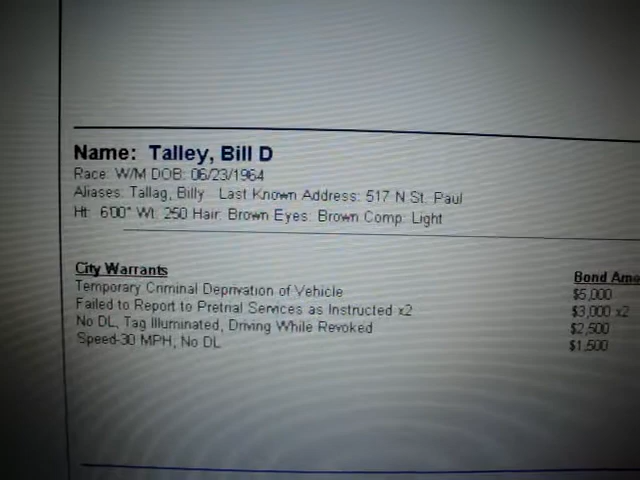 Name: Talley, Bill D
Race: W/M DOB: 06/23/1964
Aliases: Tallag, Billy Last Known Address: 517 N St. Paul
Ht: 6'00" Wt: 250 Hair: Brown Eyes: Brown Comp: Light
City Warrants Bond Amo
Temporary Criminal Deprivation of Vehicle $5,000
Failed to Report to Pretrial Services as Instructed x2 $3,000 x2
No DL, Tag Illuminated, Driving While Revoked $2,500
Speed-30 MPH, No DL $1,500